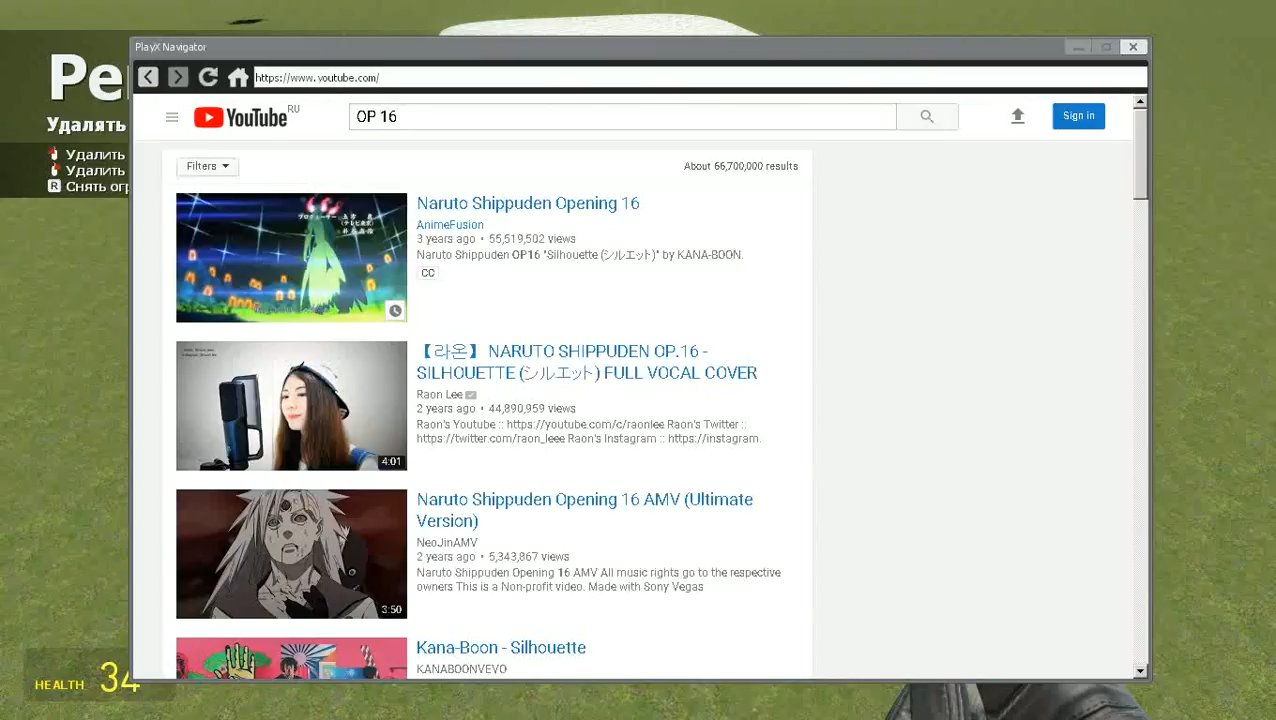 PlayX Navigator
https://www.youtube.com/
Ре
Удалять
Удалить
Удалить
R Снять огр
YouTube RU
OP 16
Sign in
Filters
About 66,700,000 results
Naruto Shippuden Opening 16
AnimeFusion
3 years ago • 55,519,502 views
Naruto Shippuden OP16 "Silhouette (シルエット)" by KANA-BOON.
CC
【라온】 NARUTO SHIPPUDEN OP.16 -
SILHOUETTE (シルエット) FULL VOCAL COVER
Raon Lee
2 years ago • 44,890,959 views
Raon's Youtube :: https://youtube.com/c/raonlee Raon's Twitter ::
https://twitter.com/raon_leee Raon's Instagram :: https://instagram.
4:01
Naruto Shippuden Opening 16 AMV (Ultimate
Version)
NeoJinAMV
2 years ago • 5,343,867 views
Naruto Shippuden Opening 16 AMV All music rights go to the respective
owners This is a Non-profit video. Made with Sony Vegas
3:50
Kana-Boon - Silhouette
KANABOONVEVO
HEALTH 34